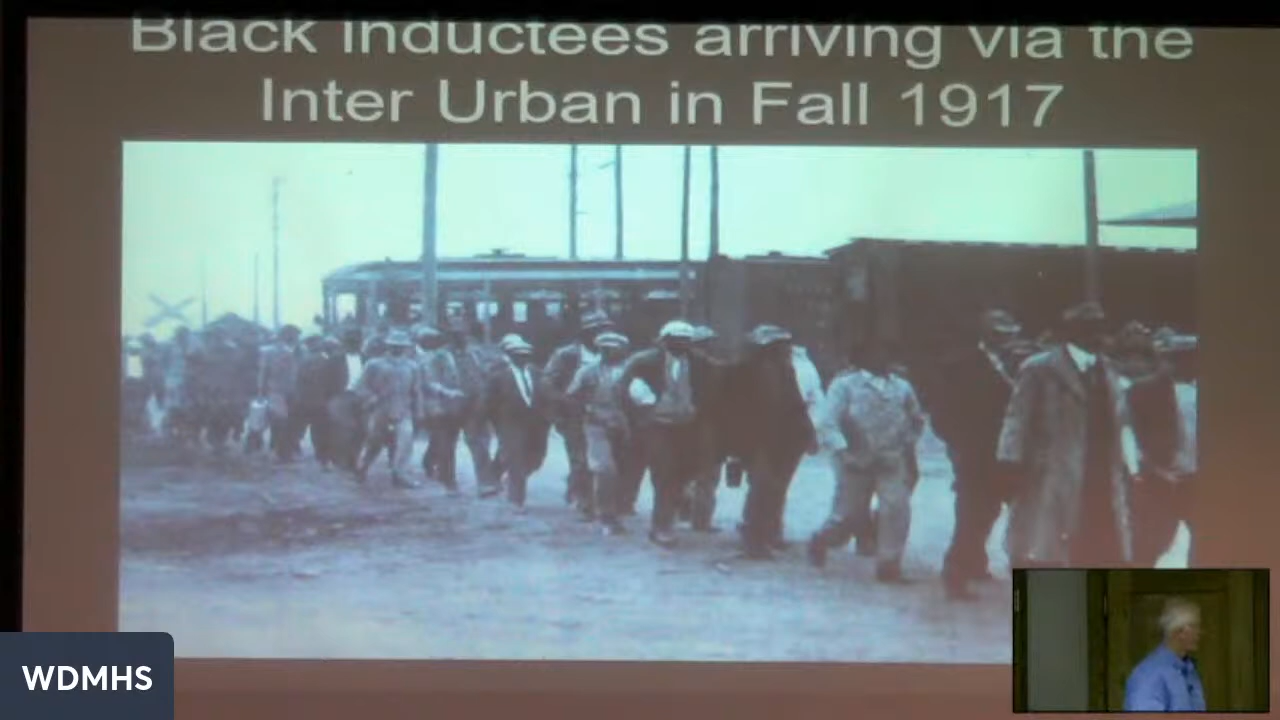 Black inductees arriving via the
Inter Urban in Fall 1917
WDMHS